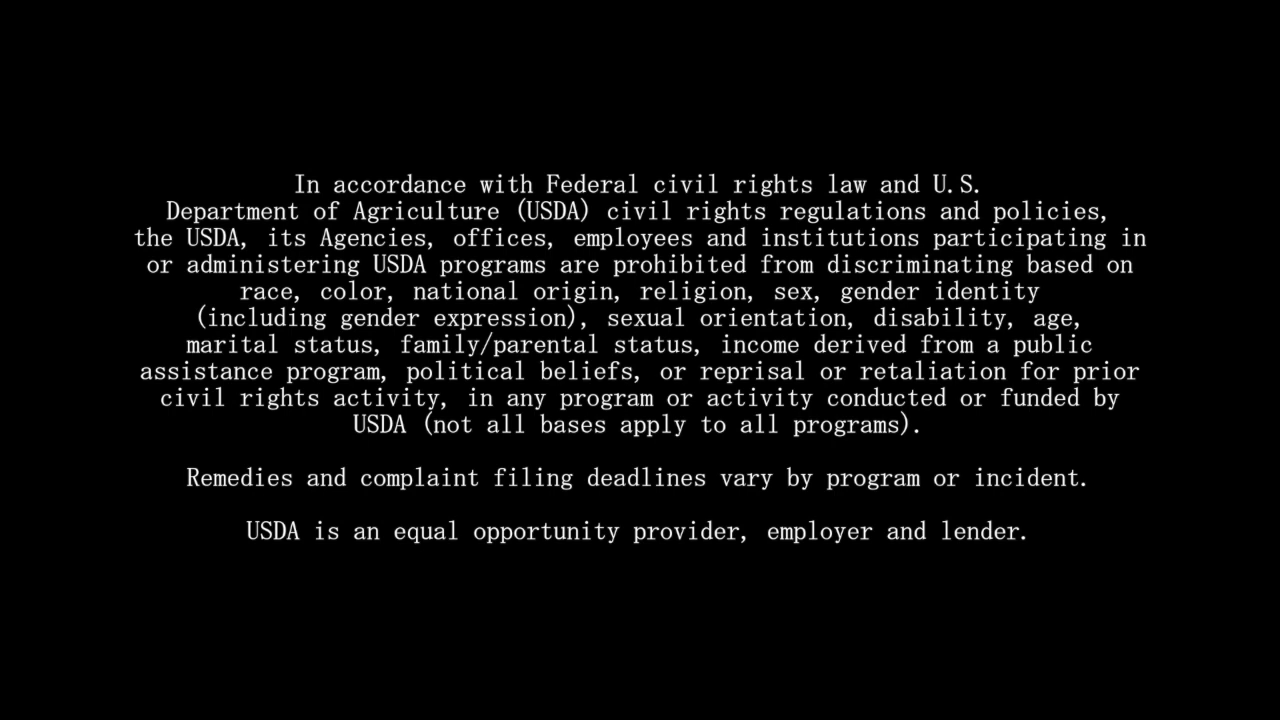 In accordance with Federal civil rights law and U.S.
Department of Agriculture (USDA) civil rights regulations and policies,
the USDA, its Agencies, offices, employees and institutions participating in
or administering USDA programs are prohibited from discriminating based on
race, color, national origin, religion, sex, gender identity
(including gender expression), sexual orientation, disability, age,
marital status, family/parental status, income derived from a public
assistance program, political beliefs, or reprisal or retaliation for prior
civil rights activity, in any program or activity conducted or funded by
USDA (not all bases apply to all programs).
Remedies and complaint filing deadlines vary by program or incident.
USDA is an equal opportunity provider, employer and lender.